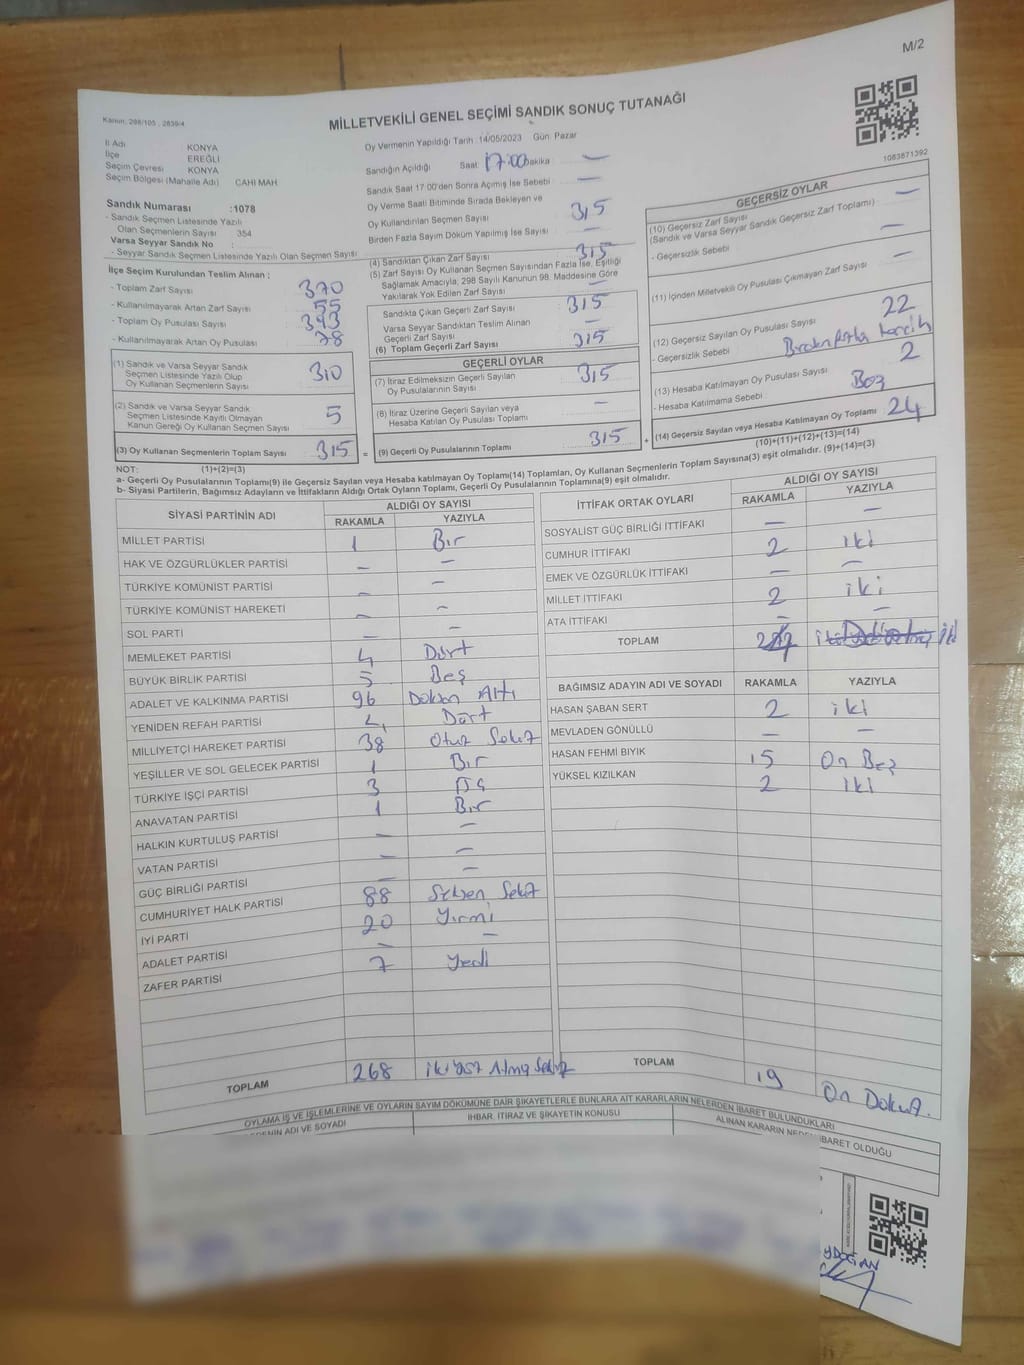 M/2
Kanun: 298/105 , 2839/4
MİLLETVEKİLİ GENEL SEÇİMİ SANDIK SONUÇ TUTANAĞI
1083871392
İl Adı KONYA
İlçe EREĞLİ
Seçim Çevresi KONYA
Seçim Bölgesi (Mahalle Adı) CAHI MAH
Sandık Numarası :1078
- Sandık Seçmen Listesinde Yazılı
Olan Seçmenlerin Sayısı 354
Varsa Seyyar Sandık No :
- Seyyar Seçmen Listesinde Yazılı Olan Seçmen Sayısı
Oy Vermenin Yapıldığı Tarih 14/05/2023 Gün Pazar
Sandığın Açıldığı Saat 17:00 Dakika —
Sandık Saat 17.00'den Sonra Açımış İse Sebebi —
Oy Verme Saati Bitiminde Sırada Bekleyen ve
Oy Kullandırılan Seçmen Sayısı 315
Birden Fazla Sayım Döküm Yapılmış İse Sayısı —
İlçe Seçim Kurulundan Teslim Alınan ;
- Toplam Zarf Sayısı 370
- Kullanılmayarak Artan Zarf Sayısı 55
- Toplam Oy Pusulası Sayısı 393
- Kullanılmayarak Artan Oy Pusulası 78
(1) Sandık ve Varsa Seyyar Sandık
Seçmen Listesinde Yazılı Olup
Oy Kullanan Seçmenlerin Sayısı 310
(2) Sandık ve Varsa Seyyar Sandık
Seçmen Listesinde Kayıtlı Olmayan
Kanun Gereği Oy Kullanan Seçmen Sayısı 5
(3) Oy Kullanan Seçmenlerin Toplam Sayısı 315 =
(4) Sandıktan Çıkan Zarf Sayısı 315
(5) Zarf Sayısı Oy Kullanan Seçmen Sayısından Fazla İse, Eşitliği
Sağlamak Amacıyla; 298 Sayılı Kanunun 98. Maddesine Göre
Yakılarak Yok Edilen Zarf Sayısı —
Sandıkta Çıkan Geçerli Zarf Sayısı 315
Varsa Seyyar Sandıktan Teslim Alınan
Geçerli Zarf Sayısı —
(6) Toplam Geçerli Zarf Sayısı 315
GEÇERLİ OYLAR
(7) İtiraz Edilmeksizin Geçerli Sayılan
Oy Pusulalarının Sayısı 315
(8) İtiraz Üzerine Geçerli Sayılan veya
Hesaba Katılan Oy Pusulası Toplamı —
(9) Geçerli Oy Pusulalarının Toplamı 315 +
GEÇERSİZ OYLAR
(10) Geçersiz Zarf Sayısı —
(Sandık ve Varsa Seyyar Sandık Geçersiz Zarf Toplamı)
- Geçersizlik Sebebi —
(11) İçinden Milletvekili Oy Pusulası Çıkmayan Zarf Sayısı —
(12) Geçersiz Sayılan Oy Pusulası Sayısı 22
- Geçersizlik Sebebi
(13) Hesaba Katılmayan Oy Pusulası Sayısı 2
- Hesaba Katılmama Sebebi Boş
(14) Geçersiz Sayılan veya Hesaba Katılmayan Oy Toplamı 24
(10)+(11)+(12)+(13)=(14)
NOT: (1)+(2)=(3)
a- Geçerli Oy Pusulalarının Toplamı(9) ile Geçersiz Sayılan veya Hesaba katılmayan Oy Toplamı(14) Toplamları, Oy Kullanan Seçmenlerin Toplam Sayısına(3) eşit olmalıdır. (9)+(14)=(3)
b- Siyasi Partilerin, Bağımsız Adayların ve İttifakların Aldığı Ortak Oyların Toplamı, Geçerli Oy Pusulalarının Toplamına(9) eşit olmalıdır.
SİYASİ PARTİNİN ADI ALDIĞI OY SAYISI
RAKAMLA YAZIYLA
MİLLET PARTİSİ 1 Bir
HAK VE ÖZGÜRLÜKLER PARTİSİ — —
TÜRKİYE KOMÜNİST PARTİSİ — —
TÜRKİYE KOMÜNİST HAREKETİ — —
SOL PARTİ — —
MEMLEKET PARTİSİ 4 Dört
BÜYÜK BİRLİK PARTİSİ 5 Beş
ADALET VE KALKINMA PARTİSİ 96 Doksan Altı
YENİDEN REFAH PARTİSİ 4 Dört
MİLLİYETÇİ HAREKET PARTİSİ 38 Otuz Sekiz
YEŞİLLER VE SOL GELECEK PARTİSİ 1 Bir
TÜRKİYE İŞÇİ PARTİSİ 3 Üç
ANAVATAN PARTİSİ 1 Bir
HALKIN KURTULUŞ PARTİSİ — —
VATAN PARTİSİ — —
GÜÇ BİRLİĞİ PARTİSİ — —
CUMHURİYET HALK PARTİSİ 88 Seksen Sekiz
İYİ PARTİ 20 Yirmi
ADALET PARTİSİ — —
ZAFER PARTİSİ 7 Yedi
TOPLAM 268 ikiyüz Atmış Sekiz
İTTİFAK ORTAK OYLARI ALDIĞI OY SAYISI
RAKAMLA YAZIYLA
SOSYALİST GÜÇ BİRLİĞİ İTTİFAKI — —
CUMHUR İTTİFAKI 2 iki
EMEK VE ÖZGÜRLÜK İTTİFAKI — —
MİLLET İTTİFAKI 2 iki
ATA İTTİFAKI — —
TOPLAM
BAĞIMSIZ ADAYIN ADI VE SOYADI RAKAMLA YAZIYLA
HASAN ŞABAN SERT 2 iki
MEVLADEN GÖNÜLLÜ — —
HASAN FEHMI BIYIK 15 On Beş
YÜKSEL KIZILKAN 2 iki
TOPLAM 19 On Dokuz.
OYLAMA İŞ VE İŞLEMLERİNE VE OYLARIN SAYIM DÖKÜMÜNE DAİR ŞİKAYETLERLE BUNLARA AİT KARARLARIN NELERDEN İBARET BULUNDUKLARI
ADI VE SOYADI İHBAR, İTİRAZ VE ŞİKAYETİN KONUSU ALINAN KARARIN İBARET OLDUĞU